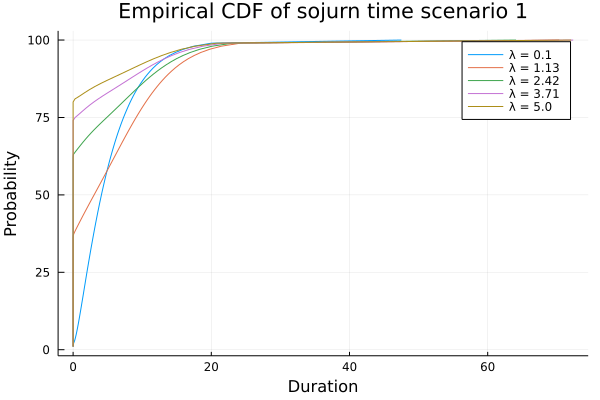 Empirical CDF of sojurn time scenario 1
100
75
50
25
0
Probability
λ = 0.1
λ = 1.13
λ = 2.42
λ = 3.71
λ = 5.0
0 20 40 60
Duration